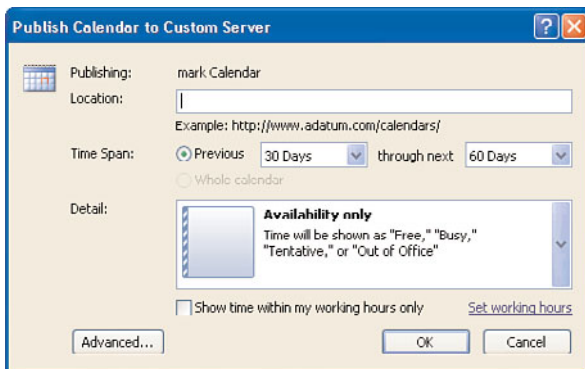 Publish Calendar to Custom Server
Publishing: mark Calendar
Location:
Example: http://www.adatum.com/calendars/
Time Span: Previous 30 Days through next 60 Days
Whole calendar
Detail: Availability only
Time will be shown as "Free," "Busy,"
"Tentative," or "Out of Office"
Show time within my working hours only Set working hours
Advanced... OK Cancel